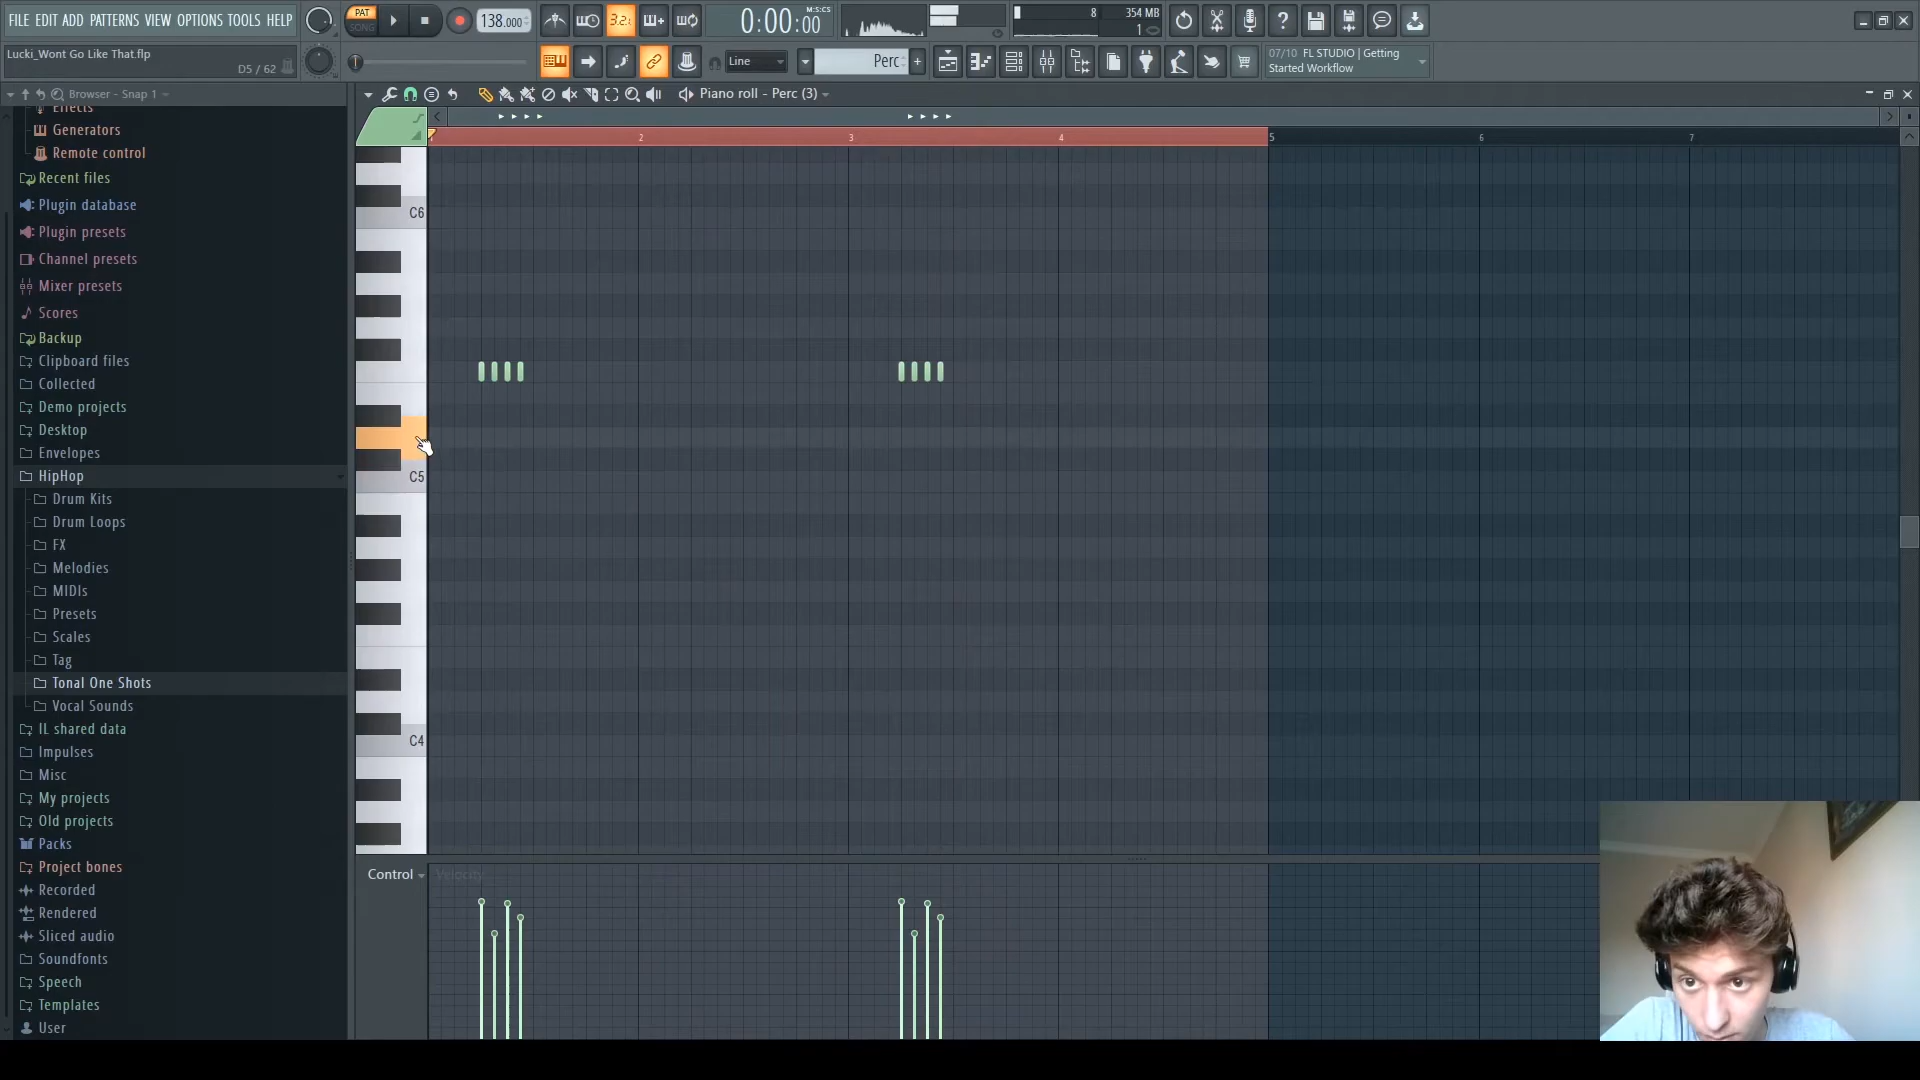 FILE EDIT ADD PATTERNS VIEW OPTIONS TOOLS HELP
PAT
SONG
138.000
3.2.
0:00:00
M:S:CS
8
354 MB
1
Lucki_Wont Go Like That.flp
D5 / 62
Line
Perc
07/10 FL STUDIO | Getting
Started Workflow
Browser - Snap 1
Piano roll - Perc (3)
Effects
Generators
Remote control
Recent files
Plugin database
Plugin presets
Channel presets
Mixer presets
Scores
Backup
Clipboard files
Collected
Demo projects
Desktop
Envelopes
HipHop
Drum Kits
Drum Loops
FX
Melodies
MIDIs
Presets
Scales
Tag
Tonal One Shots
Vocal Sounds
IL shared data
Impulses
Misc
My projects
Old projects
Packs
Project bones
Recorded
Rendered
Sliced audio
Soundfonts
Speech
Templates
User
2
3
4
5
6
7
C6
C5
C4
Control
Velocity